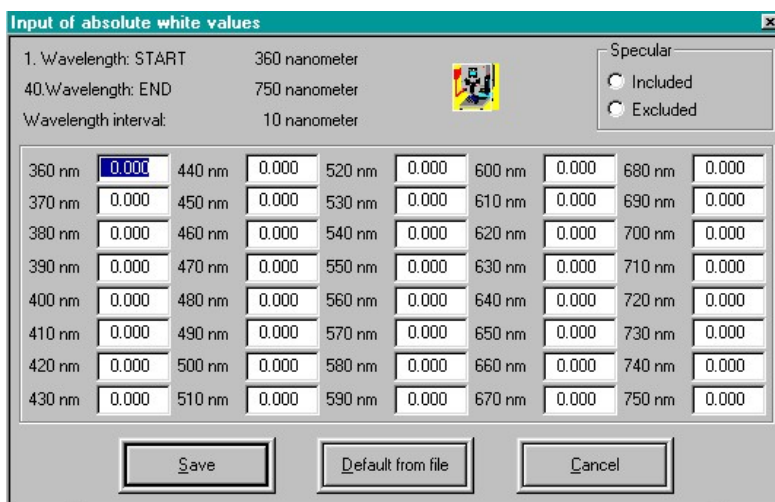 Input of absolute white values
1. Wavelength: START 360 nanometer
40.Wavelength: END 750 nanometer
Wavelength interval: 10 nanometer
Specular
Included
Excluded
360 nm 0.000 440 nm 0.000 520 nm 0.000 600 nm 0.000 680 nm 0.000
370 nm 0.000 450 nm 0.000 530 nm 0.000 610 nm 0.000 690 nm 0.000
380 nm 0.000 460 nm 0.000 540 nm 0.000 620 nm 0.000 700 nm 0.000
390 nm 0.000 470 nm 0.000 550 nm 0.000 630 nm 0.000 710 nm 0.000
400 nm 0.000 480 nm 0.000 560 nm 0.000 640 nm 0.000 720 nm 0.000
410 nm 0.000 490 nm 0.000 570 nm 0.000 650 nm 0.000 730 nm 0.000
420 nm 0.000 500 nm 0.000 580 nm 0.000 660 nm 0.000 740 nm 0.000
430 nm 0.000 510 nm 0.000 590 nm 0.000 670 nm 0.000 750 nm 0.000
Save Default from file Cancel